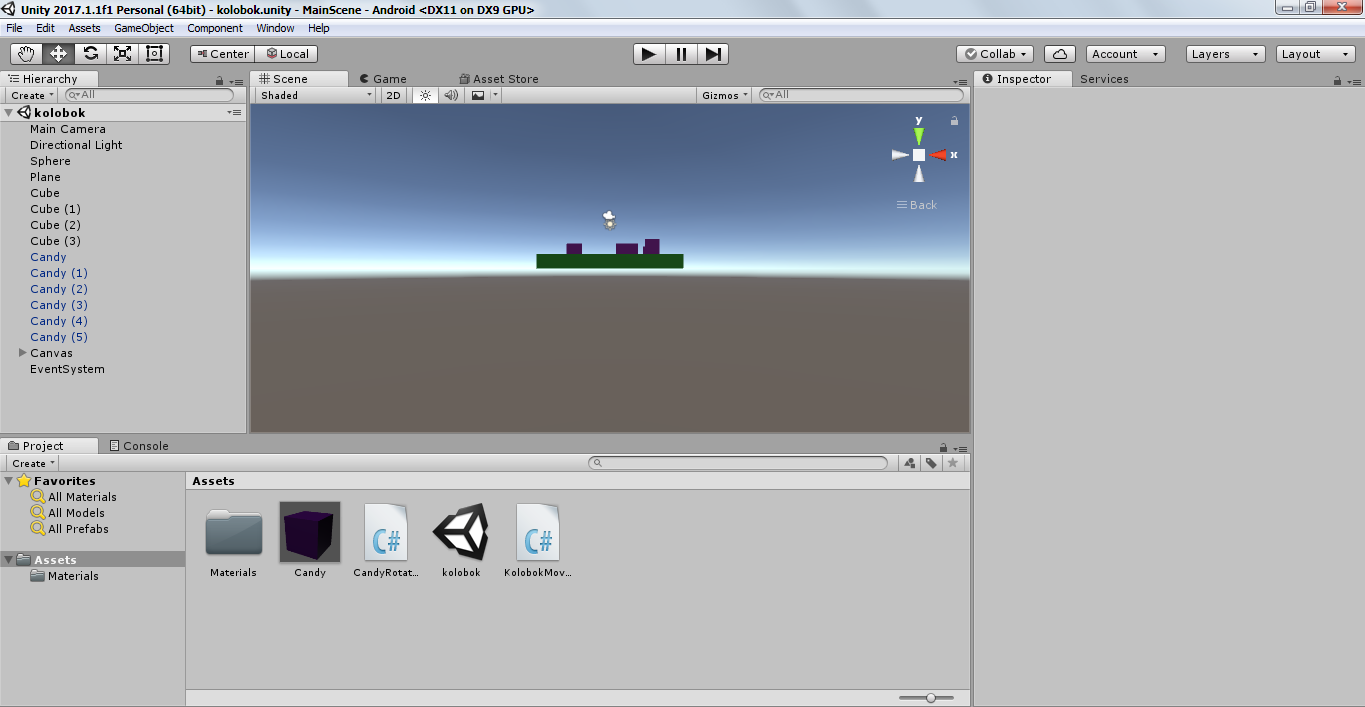 Unity 2017.1.1f1 Personal (64bit) - kolobok.unity - MainScene - Android <DX11 on DX9 GPU>
File Edit Assets GameObject Component Window Help
Center Local Collab Account Layers Layout
Hierarchy
Create All
kolobok
Main Camera
Directional Light
Sphere
Plane
Cube
Cube (1)
Cube (2)
Cube (3)
Candy
Candy (1)
Candy (2)
Candy (3)
Candy (4)
Candy (5)
Canvas
EventSystem
Scene Game Asset Store
Shaded 2D Gizmos All
y
x
Back
Inspector Services
Project Console
Create
Favorites
All Materials
All Models
All Prefabs
Assets
Materials
Assets
C# C#
Materials Candy CandyRotat... kolobok KolobokMov...